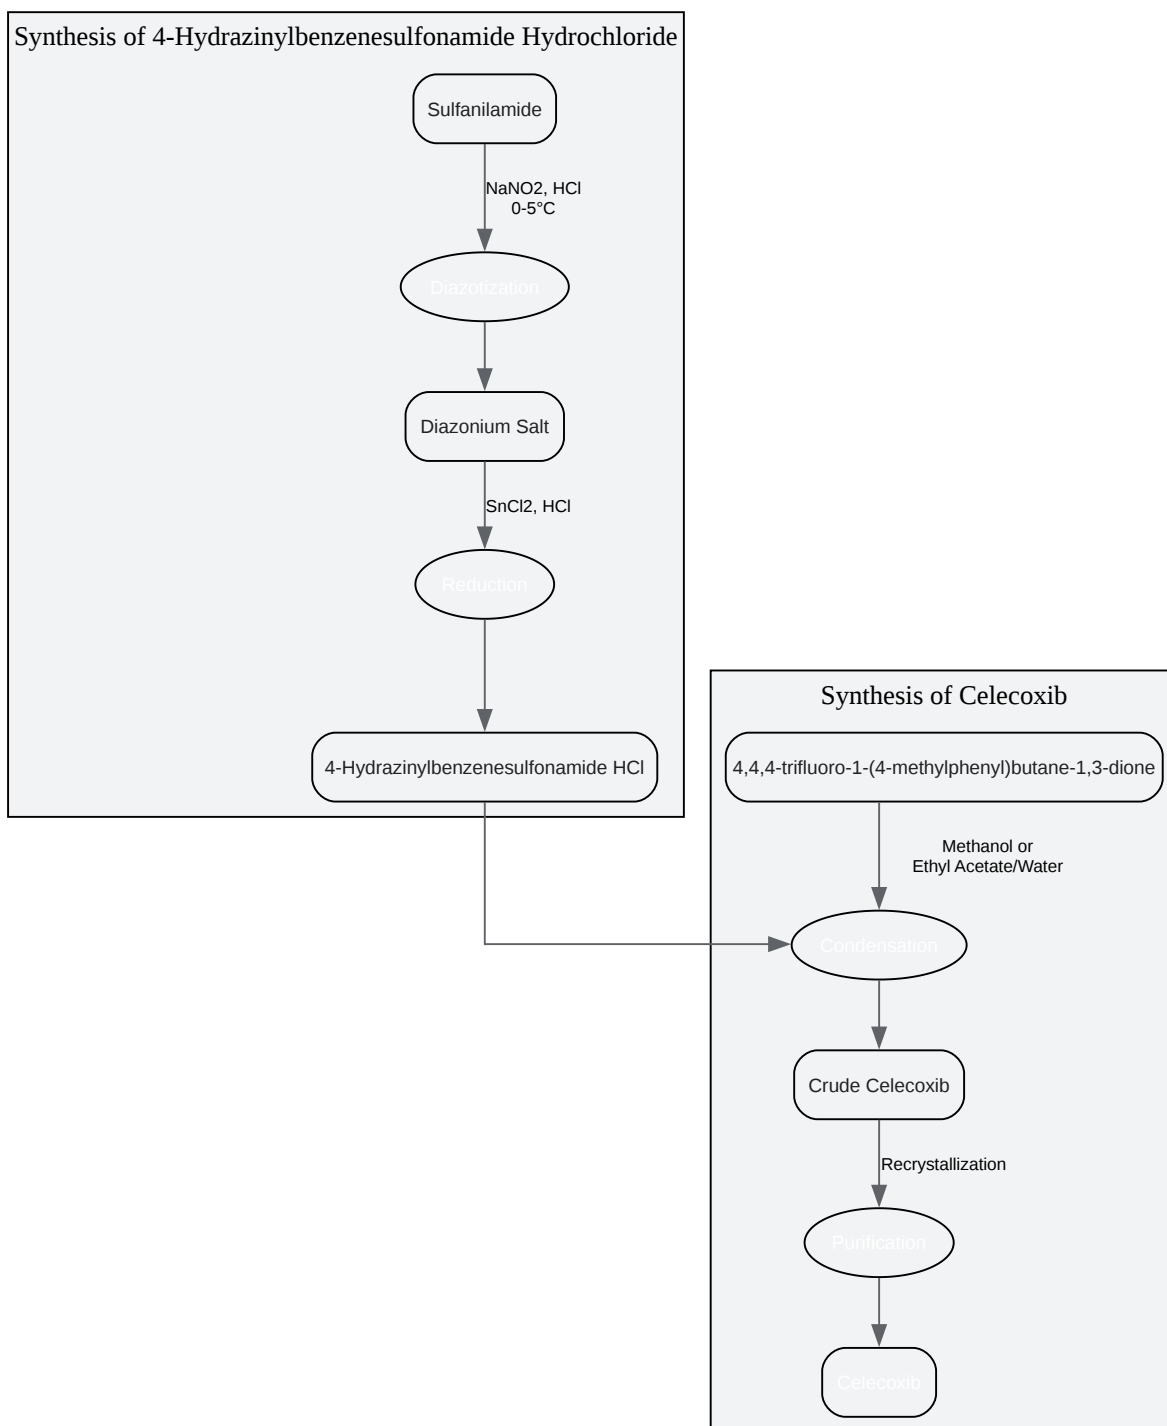 Synthesis of 4-Hydrazinylbenzenesulfonamide Hydrochloride
Sulfanilamide
NaNO2, HCl
0-5°C
Diazotization
Diazonium Salt
SnCl2, HCl
Reduction
4-Hydrazinylbenzenesulfonamide HCl
Synthesis of Celecoxib
4,4,4-trifluoro-1-(4-methylphenyl)butane-1,3-dione
Methanol or
Ethyl Acetate/Water
Condensation
Crude Celecoxib
Recrystallization
Purification
Celecoxib